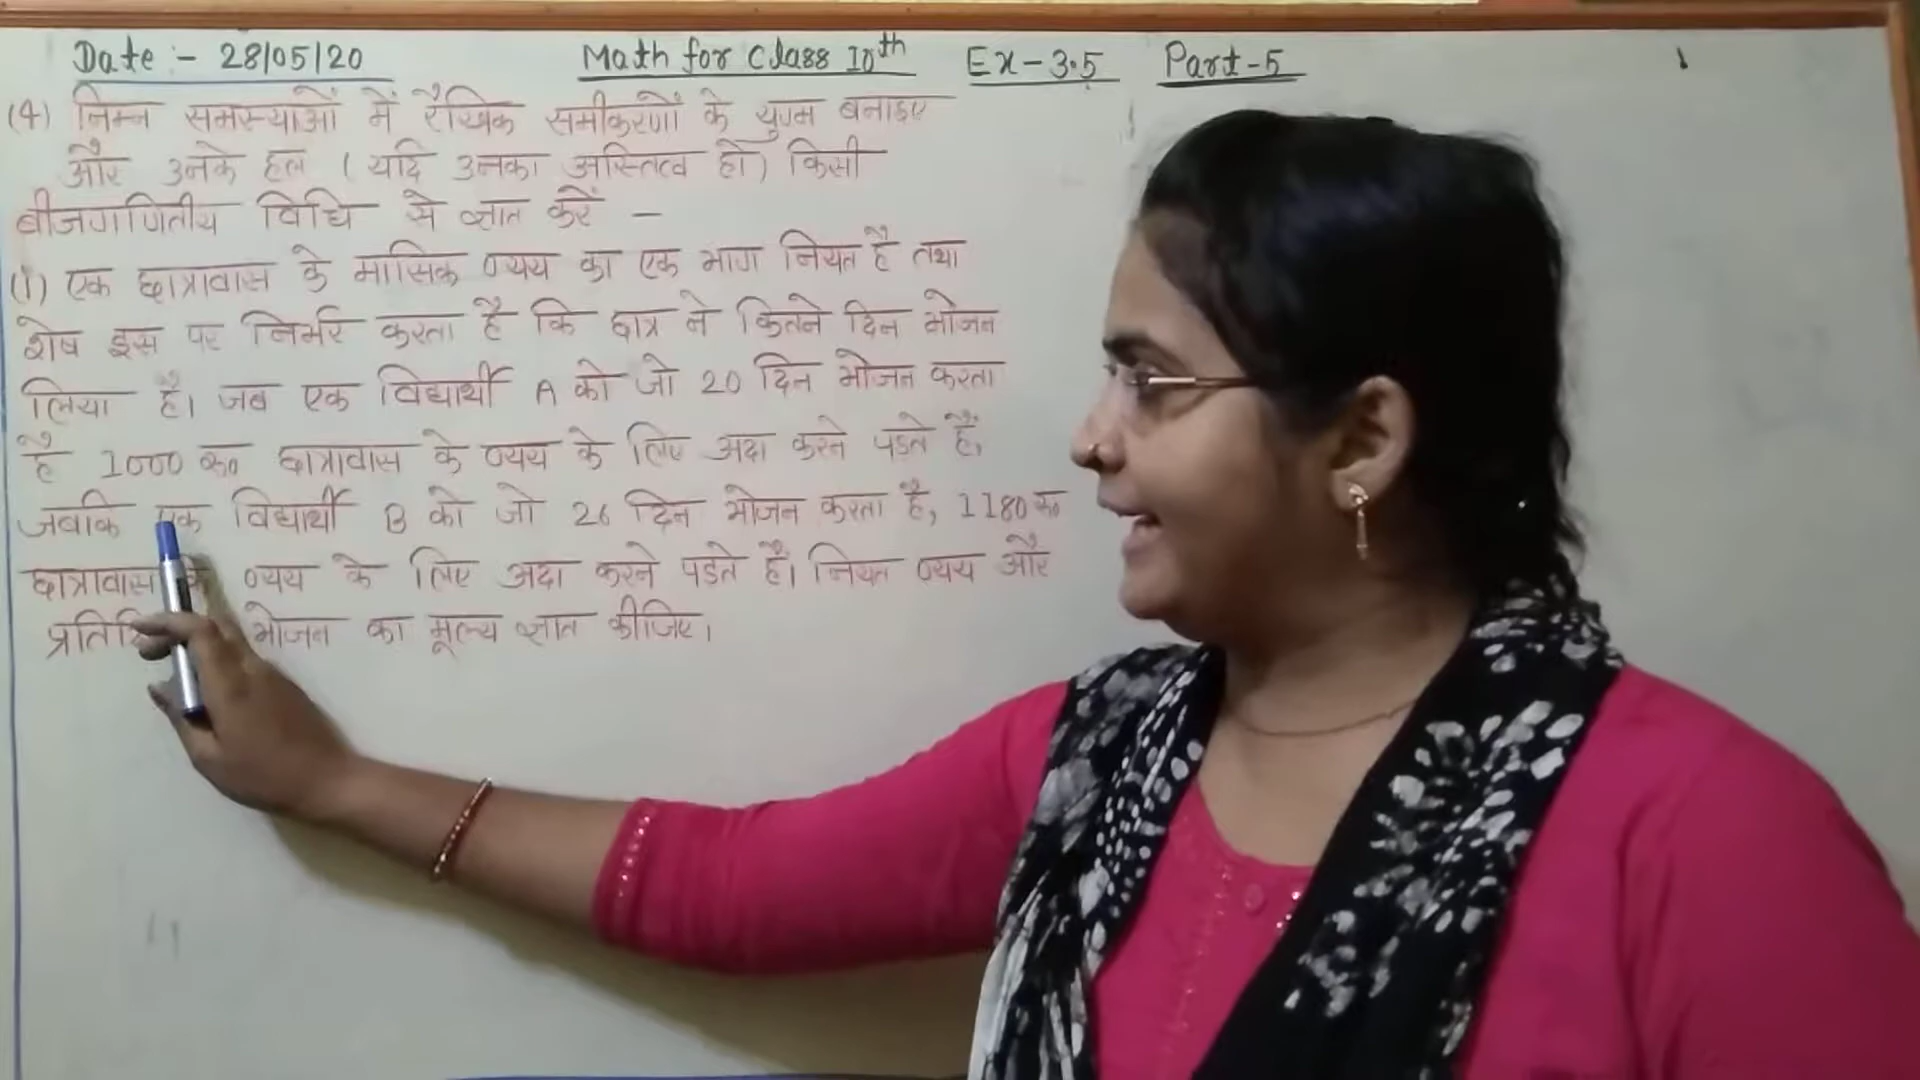 Date :- 28/05/20 Math for Class 10th Ex-3.5 Part-5
(4) निम्न समस्याओं में रैखिक समीकरणों के युग्म बनाइए
और उनके हल (यदि उनका अस्तित्व हो) किसी
बीजगणितीय विधि से ज्ञात करें -
(i) एक छात्रावास के मासिक व्यय का एक भाग नियत है तथा
शेष इस पर निर्भर करता है कि छात्र ने कितने दिन भोजन
लिया है। जब एक विद्यार्थी A को जो 20 दिन भोजन करता
है 1000 रू० छात्रावास के व्यय के लिए अदा करने पड़ते हैं,
जबकि एक विद्यार्थी B को जो 26 दिन भोजन करता है, 1180 रू०
छात्रावास के व्यय के लिए अदा करने पडते हैं। नियत व्यय और
भोजन का मूल्य ज्ञात कीजिए।